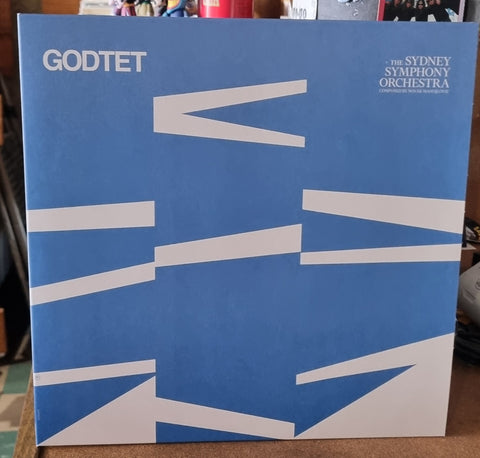 GODTET
- THE SYDNEY
SYMPHONY
ORCHESTRA